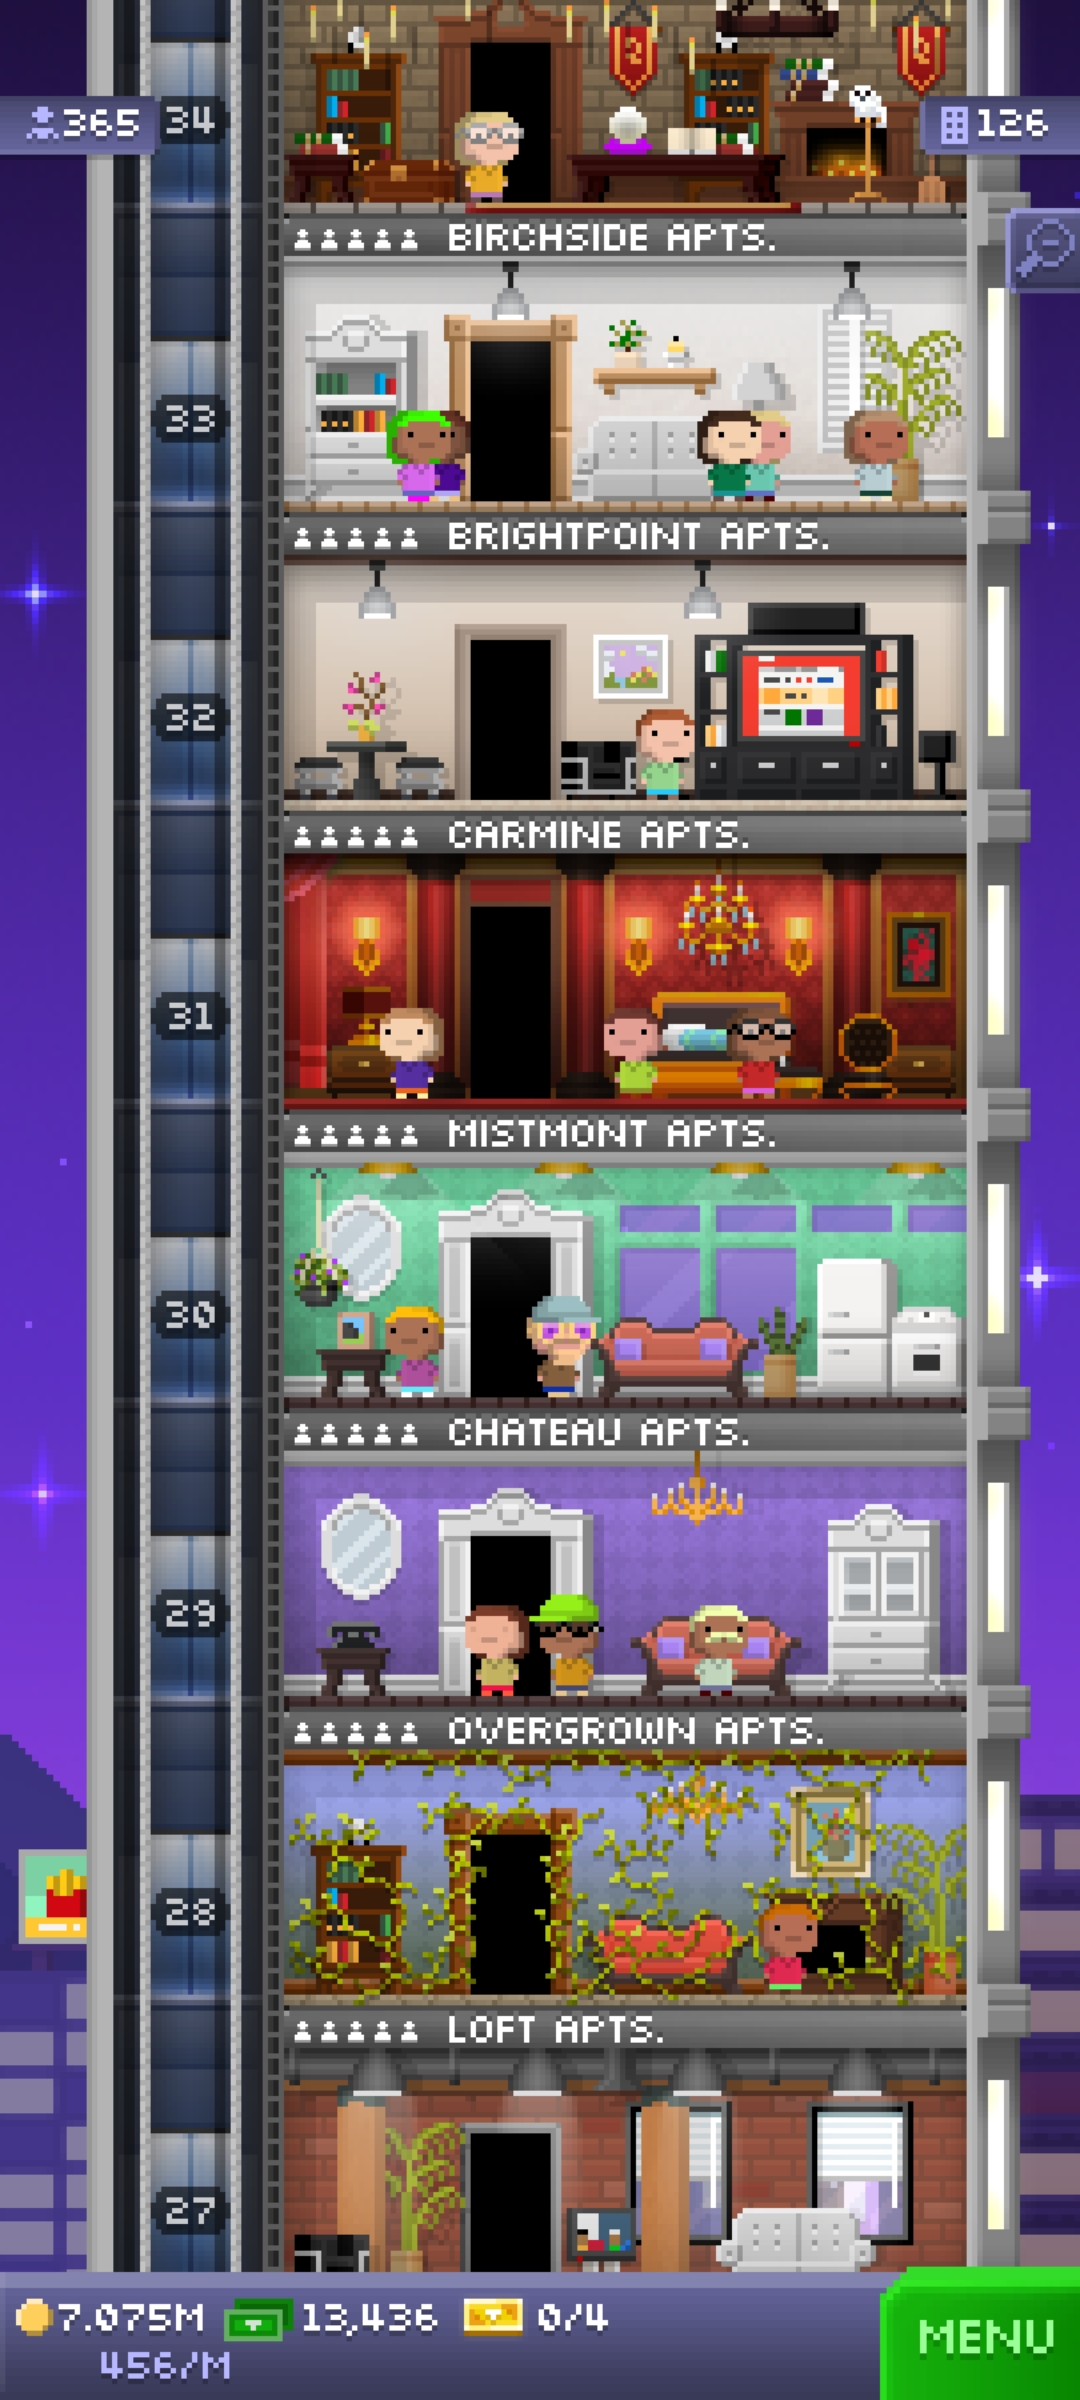 365
34
126
BIRCHSIDE APTS.
33
BRIGHTPOINT APTS.
32
CARMINE APTS.
31
MISTMONT APTS.
30
CHATEAU APTS.
29
OVERGROWN APTS.
28
LOFT APTS.
27
7.075M 13,436 0/4
456/M
MENU